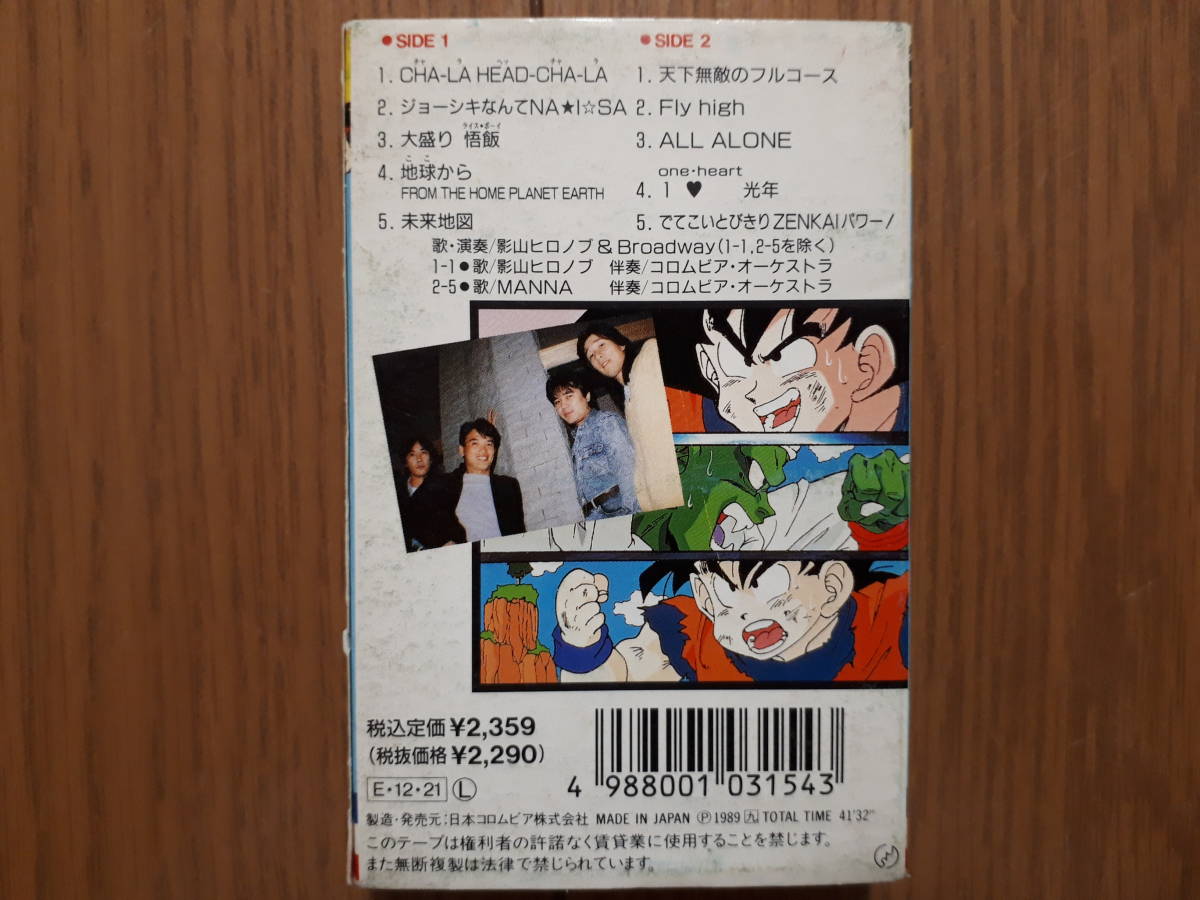 ●SIDE 1
チャ ラ ヘッ チャ ラ
1. CHA-LA HEAD-CHA-LA
2. ジョーシキなんてNA★I☆SA
ライス・ボーイ
3. 大盛り 悟飯
ここ
4. 地球から
FROM THE HOME PLANET EARTH
5. 未来地図
●SIDE 2
1. 天下無敵のフルコース
2. Fly high
3. ALL ALONE
one・heart
4. 1 ♥ 光年
5. でてこいとびきりZENKAIパワー!
歌・演奏/影山ヒロノブ & Broadway(1-1,2-5を除く)
1-1●歌/影山ヒロノブ 伴奏/コロムビア・オーケストラ
2-5●歌/MANNA 伴奏/コロムビア・オーケストラ
税込定価 ¥2,359
(税抜価格 ¥2,290)
E・12・21 Ⓛ
4 988001 031543
製造・発売元:日本コロムビア株式会社 MADE IN JAPAN Ⓟ 1989 九 TOTAL TIME 41'32"
このテープは権利者の許諾なく賃貸業に使用することを禁じます。
また無断複製は法律で禁じられています。